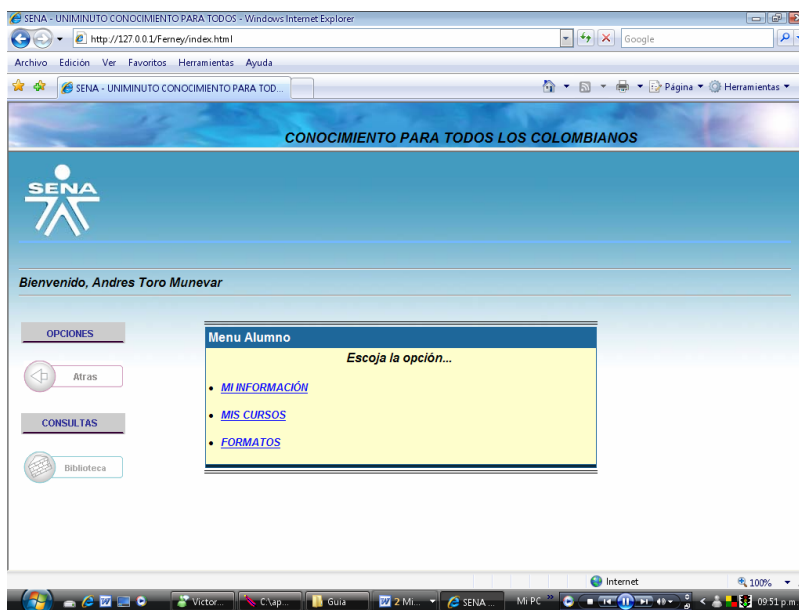 SENA - UNIMINUTO CONOCIMIENTO PARA TODOS - Windows Internet Explorer
http://127.0.0.1/Ferney/index.html
Google
Archivo Edición Ver Favoritos Herramientas Ayuda
SENA - UNIMINUTO CONOCIMIENTO PARA TOD...
Página Herramientas
CONOCIMIENTO PARA TODOS LOS COLOMBIANOS
SENA
Bienvenido, Andres Toro Munevar
OPCIONES
Atras
CONSULTAS
Biblioteca
Menu Alumno
Escoja la opción...
MI INFORMACIÓN
MIS CURSOS
FORMATOS
Internet
100%
Victor... C:\ap... Guia 2 Mi... SENA ... Mi PC » 09:51 p.m.